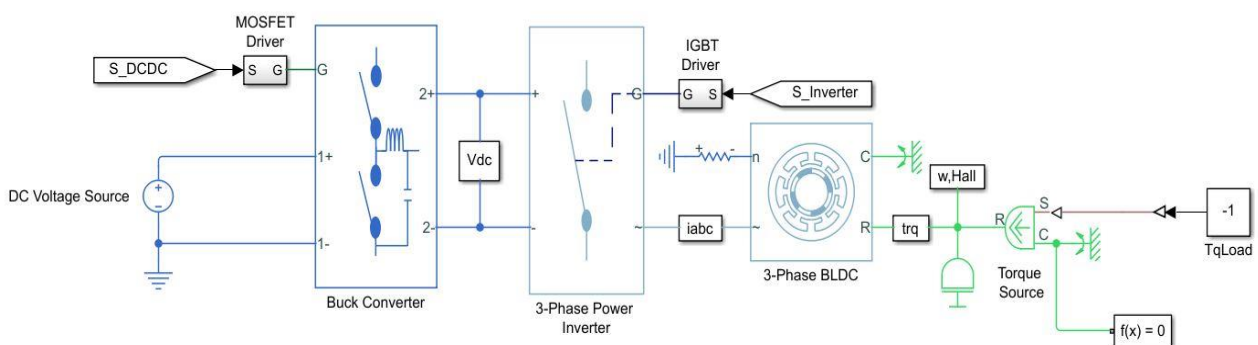 MOSFET
Driver
S_DCDC
S G
G
2+
1+
1-
2-
DC Voltage Source
Buck Converter
Vdc
+
-
G
~
3-Phase Power
Inverter
IGBT
Driver
G S
S_Inverter
+ -
n
C
~
R
iabc
3-Phase BLDC
trq
w,Hall
R
S
C
Torque
Source
-1
TqLoad
f(x) = 0
+
-